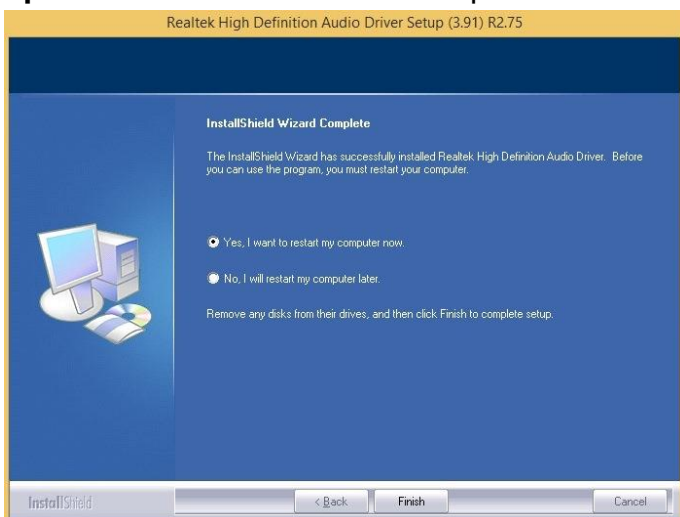 Realtek High Definition Audio Driver Setup (3.91) R2.75
InstallShield Wizard Complete
The InstallShield Wizard has successfully installed Realtek High Definition Audio Driver. Before
you can use the program, you must restart your computer.
Yes, I want to restart my computer now.
No, I will restart my computer later.
Remove any disks from their drives, and then click Finish to complete setup.
InstallShield
< Back
Finish
Cancel